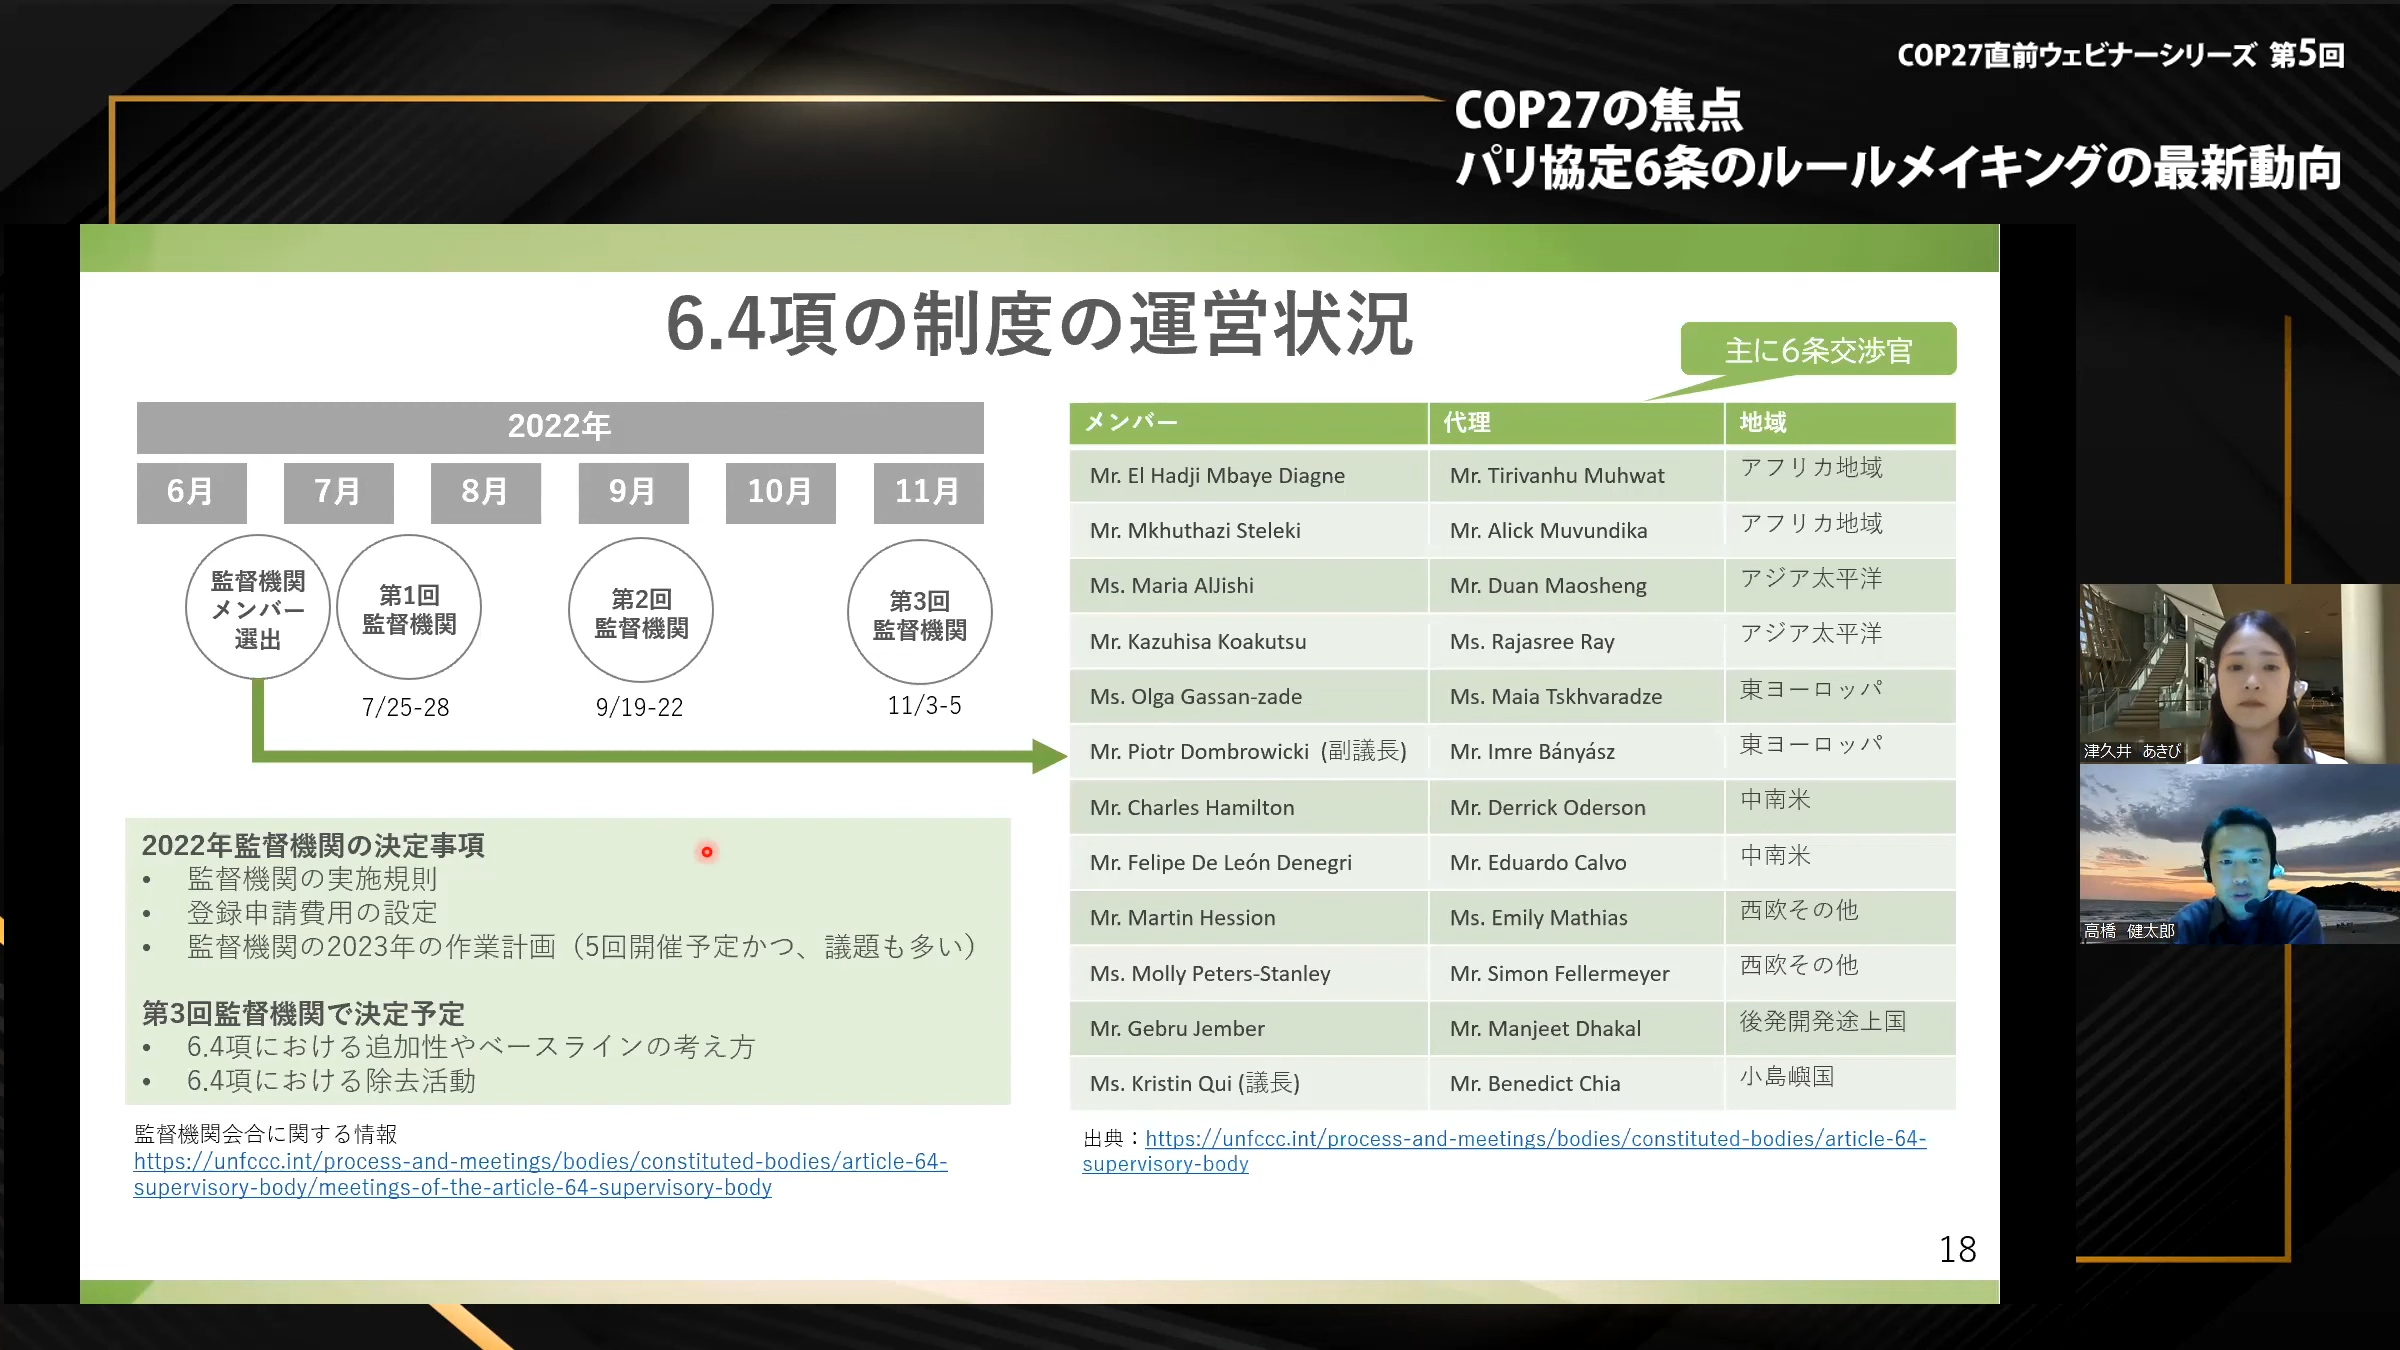 COP27直前ウェビナーシリーズ 第5回
COP27の焦点
パリ協定6条のルールメイキングの最新動向
6.4項の制度の運営状況
主に6条交渉官
2022年
6月 7月 8月 9月 10月 11月
監督機関
メンバー
選出
第1回
監督機関
第2回
監督機関
第3回
監督機関
7/25-28 9/19-22 11/3-5
2022年監督機関の決定事項
• 監督機関の実施規則
• 登録申請費用の設定
• 監督機関の2023年の作業計画（5回開催予定かつ、議題も多い）
第3回監督機関で決定予定
• 6.4項における追加性やベースラインの考え方
• 6.4項における除去活動
監督機関会合に関する情報
https://unfccc.int/process-and-meetings/bodies/constituted-bodies/article-64-
supervisory-body/meetings-of-the-article-64-supervisory-body
メンバー 代理 地域
Mr. El Hadji Mbaye Diagne Mr. Tirivanhu Muhwat アフリカ地域
Mr. Mkhuthazi Steleki Mr. Alick Muvundika アフリカ地域
Ms. Maria AlJishi Mr. Duan Maosheng アジア太平洋
Mr. Kazuhisa Koakutsu Ms. Rajasree Ray アジア太平洋
Ms. Olga Gassan-zade Ms. Maia Tskhvaradze 東ヨーロッパ
Mr. Piotr Dombrowicki (副議長) Mr. Imre Bányász 東ヨーロッパ
Mr. Charles Hamilton Mr. Derrick Oderson 中南米
Mr. Felipe De León Denegri Mr. Eduardo Calvo 中南米
Mr. Martin Hession Ms. Emily Mathias 西欧その他
Ms. Molly Peters-Stanley Mr. Simon Fellermeyer 西欧その他
Mr. Gebru Jember Mr. Manjeet Dhakal 後発開発途上国
Ms. Kristin Qui (議長) Mr. Benedict Chia 小島嶼国
出典：https://unfccc.int/process-and-meetings/bodies/constituted-bodies/article-64-
supervisory-body
18
津久井 あきび
高橋 健太郎